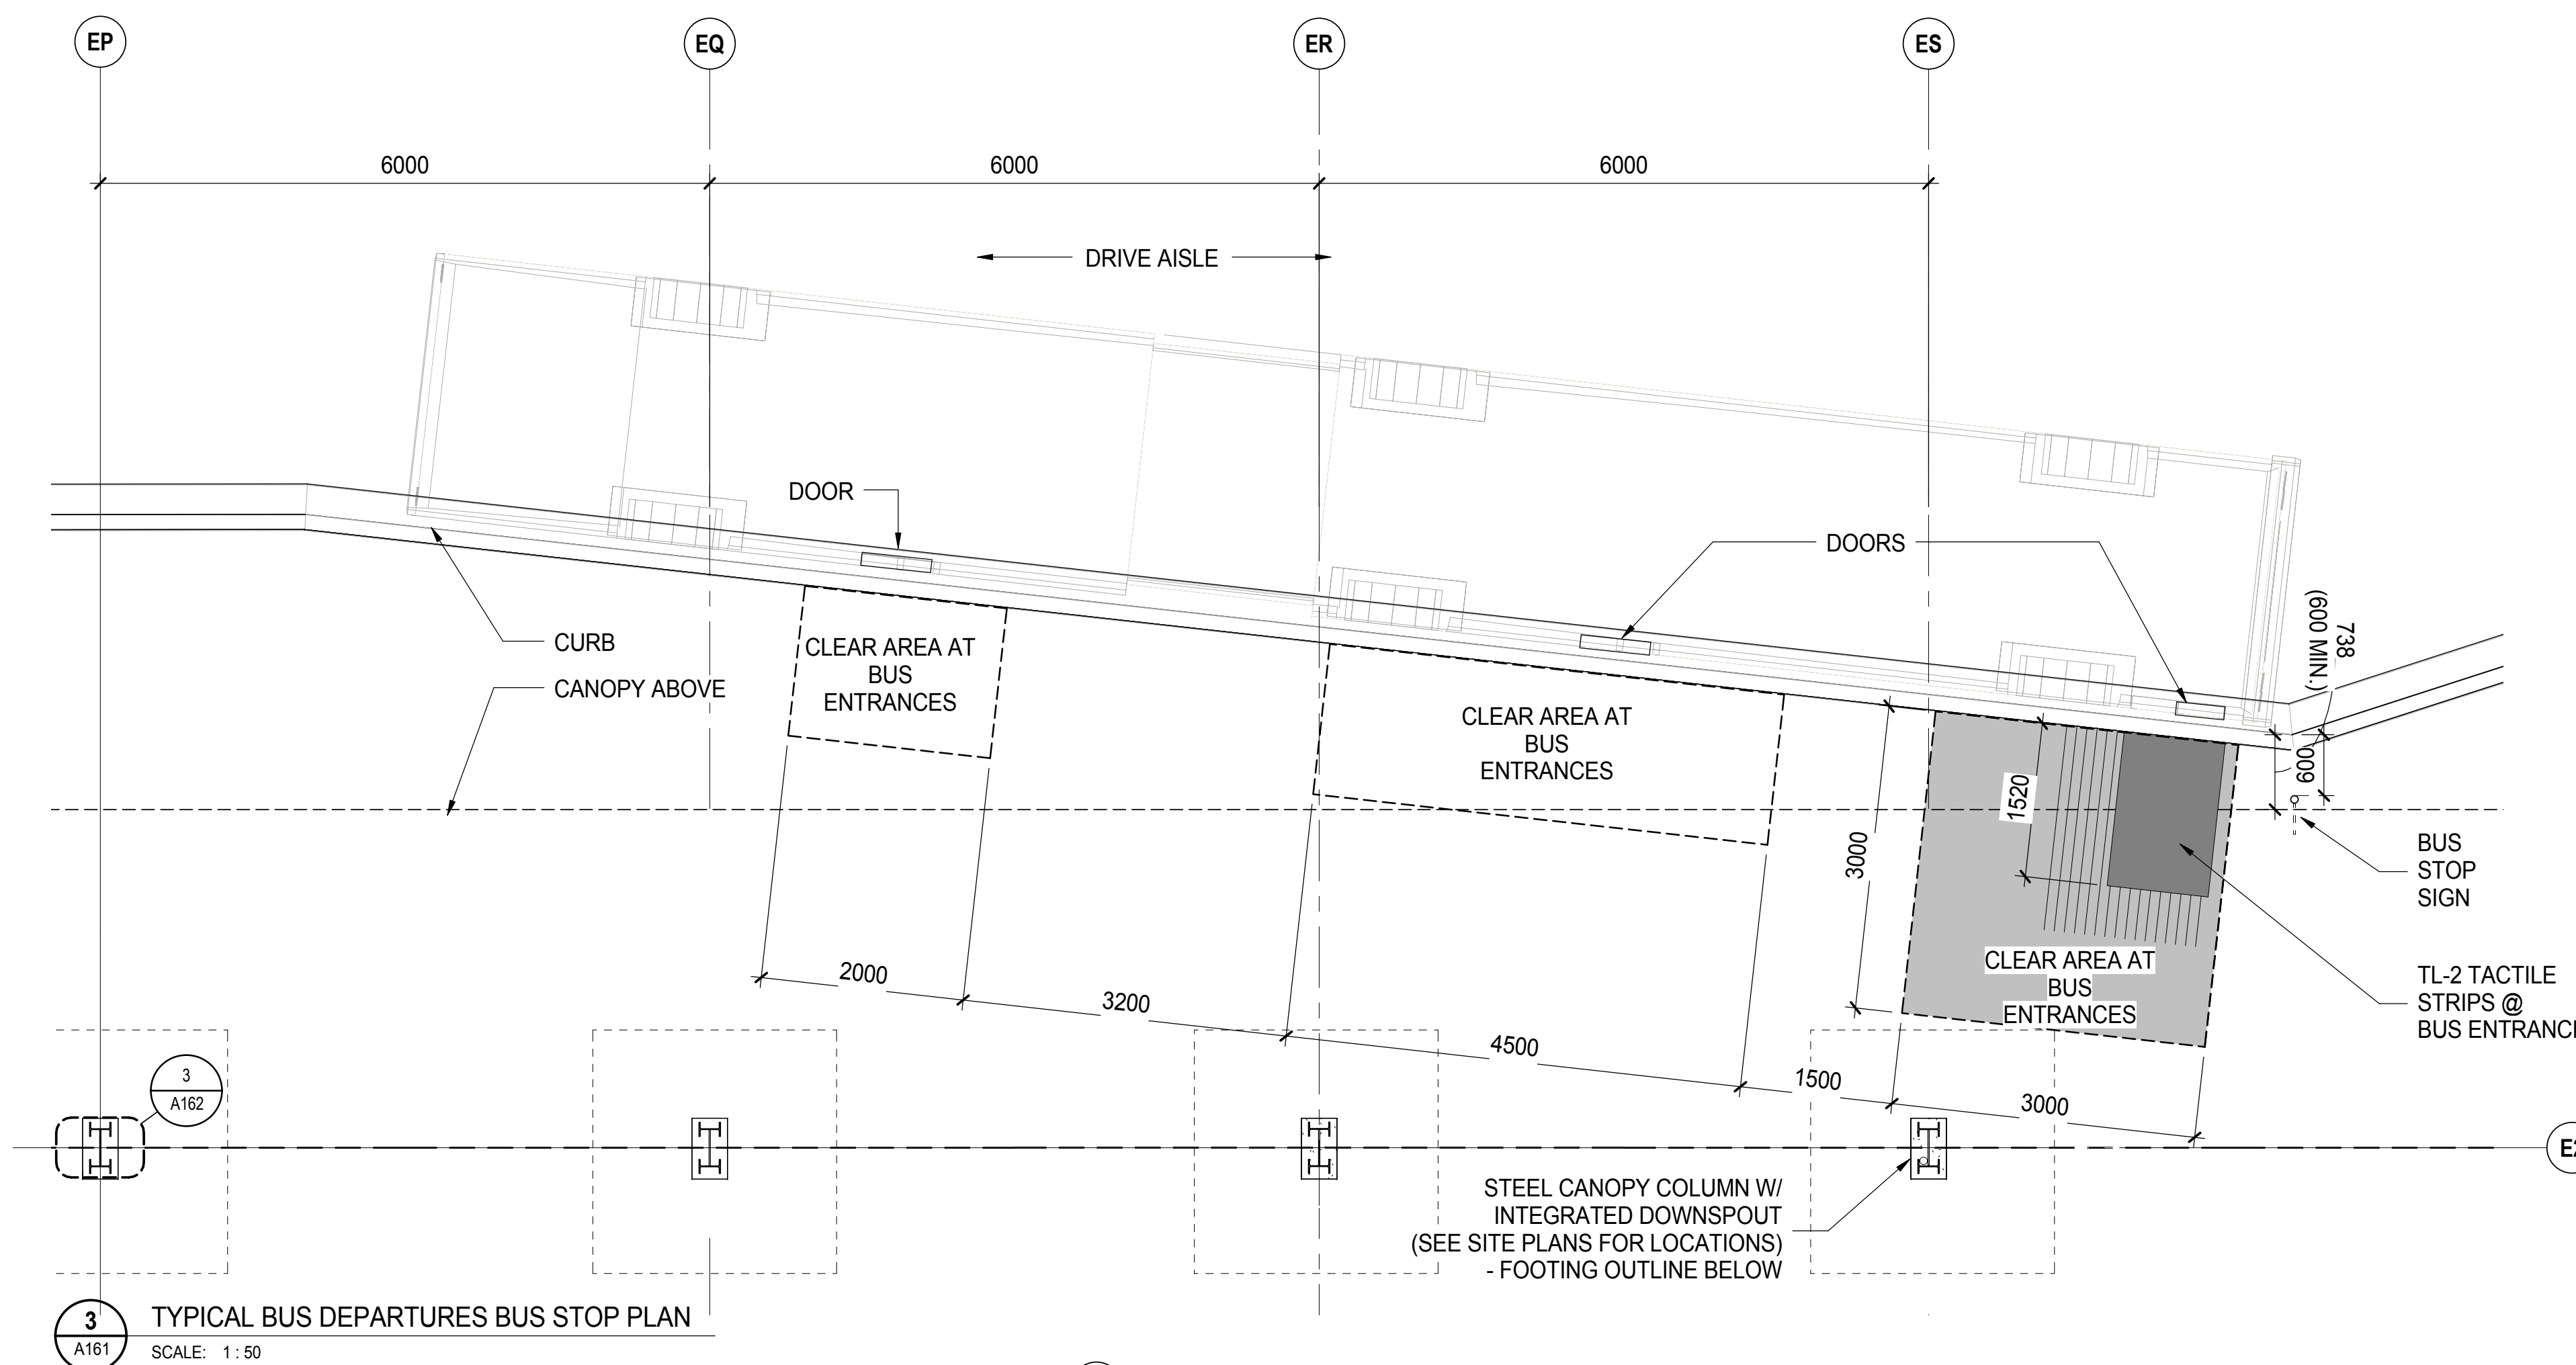 EP
EQ
ER
ES
6000
6000
6000
DRIVE AISLE
DOOR
DOORS
CURB
CANOPY ABOVE
CLEAR AREA AT
BUS
ENTRANCES
CLEAR AREA AT
BUS
ENTRANCES
738
(600 MIN.)
600
1520
3000
BUS
STOP
SIGN
CLEAR AREA AT
BUS
ENTRANCES
TL-2 TACTILE
STRIPS @
BUS
2000
3200
4500
1500
3000
3
A162
STEEL CANOPY COLUMN W/
INTEGRATED DOWNSPOUT
(SEE SITE PLANS FOR LOCATIONS)
- FOOTING OUTLINE BELOW
3
A161
TYPICAL BUS DEPARTURES BUS STOP PLAN
SCALE: 1 : 50